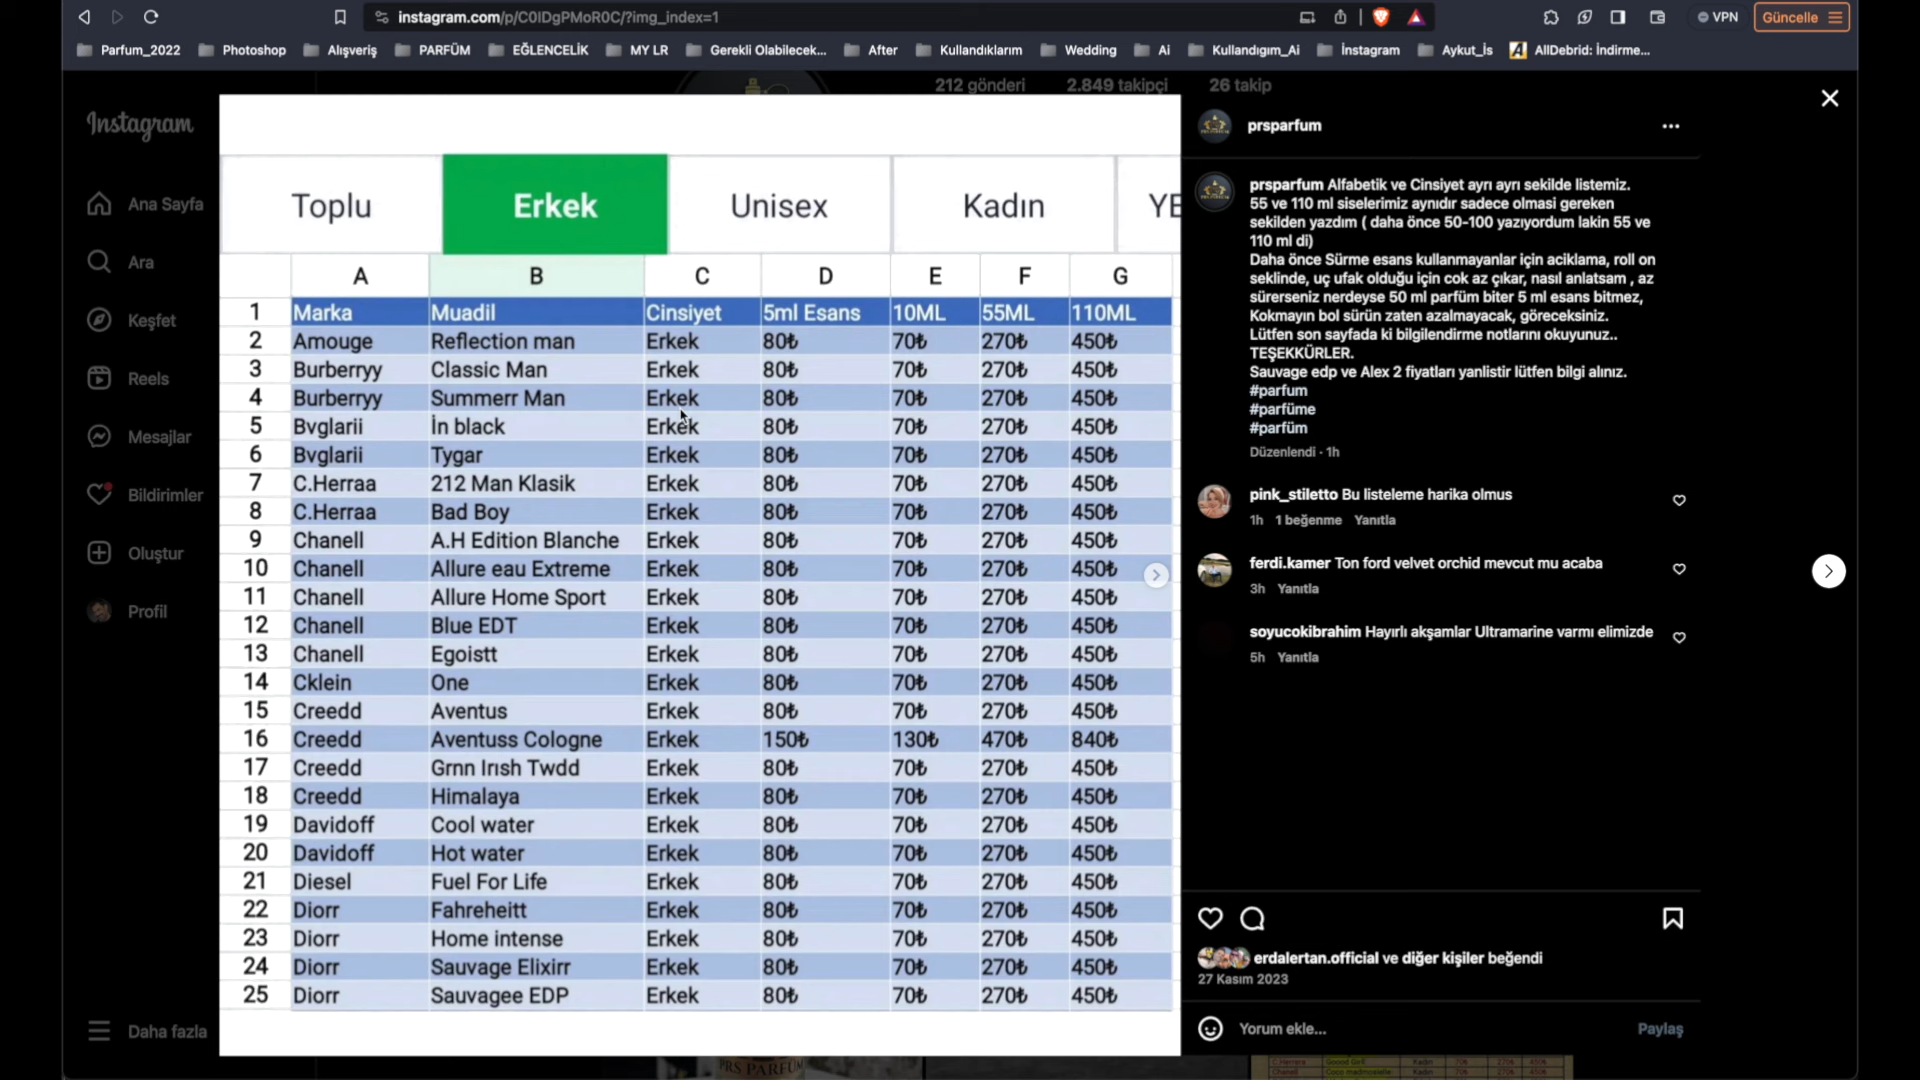 instagram.com/p/C0IDgPMoR0C/?img_index=1
VPN
Güncelle
Parfum_2022
Photoshop
Alışveriş
PARFÜM
EĞLENCELİK
MY LR
Gerekli Olabilecek...
After
Kullandıklarım
Wedding
Ai
Kullandıgım_Ai
İnstagram
Aykut_İs
AllDebrid: İndirme...
212 gönderi 2.849 takipçi 26 takip
Instagram
Ana Sayfa
Ara
Keşfet
Reels
Mesajlar
Bildirimler
Oluştur
Profil
Daha fazla
Toplu Erkek Unisex Kadın YE
A B C D E F G
1 Marka Muadil Cinsiyet 5ml Esans 10ML 55ML 110ML
2 Amouge Reflection man Erkek 80₺ 70₺ 270₺ 450₺
3 Burberryy Classic Man Erkek 80₺ 70₺ 270₺ 450₺
4 Burberryy Summerr Man Erkek 80₺ 70₺ 270₺ 450₺
5 Bvglarii İn black Erkek 80₺ 70₺ 270₺ 450₺
6 Bvglarii Tygar Erkek 80₺ 70₺ 270₺ 450₺
7 C.Herraa 212 Man Klasik Erkek 80₺ 70₺ 270₺ 450₺
8 C.Herraa Bad Boy Erkek 80₺ 70₺ 270₺ 450₺
9 Chanell A.H Edition Blanche Erkek 80₺ 70₺ 270₺ 450₺
10 Chanell Allure eau Extreme Erkek 80₺ 70₺ 270₺ 450₺
11 Chanell Allure Home Sport Erkek 80₺ 70₺ 270₺ 450₺
12 Chanell Blue EDT Erkek 80₺ 70₺ 270₺ 450₺
13 Chanell Egoistt Erkek 80₺ 70₺ 270₺ 450₺
14 Cklein One Erkek 80₺ 70₺ 270₺ 450₺
15 Creedd Aventus Erkek 80₺ 70₺ 270₺ 450₺
16 Creedd Aventuss Cologne Erkek 150₺ 130₺ 470₺ 840₺
17 Creedd Grnn Irısh Twdd Erkek 80₺ 70₺ 270₺ 450₺
18 Creedd Himalaya Erkek 80₺ 70₺ 270₺ 450₺
19 Davidoff Cool water Erkek 80₺ 70₺ 270₺ 450₺
20 Davidoff Hot water Erkek 80₺ 70₺ 270₺ 450₺
21 Diesel Fuel For Life Erkek 80₺ 70₺ 270₺ 450₺
22 Diorr Fahreheitt Erkek 80₺ 70₺ 270₺ 450₺
23 Diorr Home intense Erkek 80₺ 70₺ 270₺ 450₺
24 Diorr Sauvage Elixirr Erkek 80₺ 70₺ 270₺ 450₺
25 Diorr Sauvagee EDP Erkek 80₺ 70₺ 270₺ 450₺
prsparfum
prsparfum Alfabetik ve Cinsiyet ayrı ayrı sekilde listemiz.
55 ve 110 ml siselerimiz aynıdır sadece olmasi gereken
sekilden yazdım ( daha önce 50-100 yazıyordum lakin 55 ve
110 ml di)
Daha önce Sürme esans kullanmayanlar için aciklama, roll on
seklinde, uç ufak olduğu için cok az çıkar, nasıl anlatsam , az
sürerseniz nerdeyse 50 ml parfüm biter 5 ml esans bitmez,
Kokmayın bol sürün zaten azalmayacak, göreceksiniz.
Lütfen son sayfada ki bilgilendirme notlarını okuyunuz..
TEŞEKKÜRLER.
Sauvage edp ve Alex 2 fiyatları yanlistir lütfen bilgi alınız.
#parfum
#parfüme
#parfüm
Düzenlendi · 1h
pink_stiletto Bu listeleme harika olmus
1h 1 beğenme Yanıtla
ferdi.kamer Ton ford velvet orchid mevcut mu acaba
3h Yanıtla
soyucokibrahim Hayırlı akşamlar Ultramarine varmı elimizde
5h Yanıtla
erdalertan.official ve diğer kişiler beğendi
27 Kasım 2023
Yorum ekle...
Paylaş
PRS PARFUM